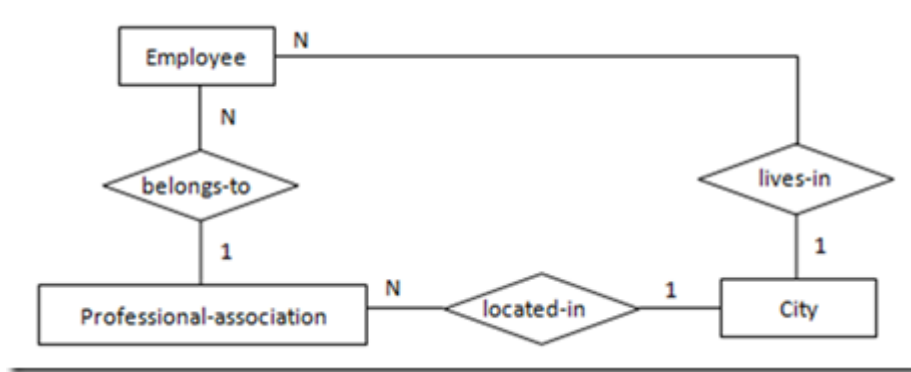 N
Employee
N
belongs-to
lives-in
1
1
N
1
located-in
Professional-association
City